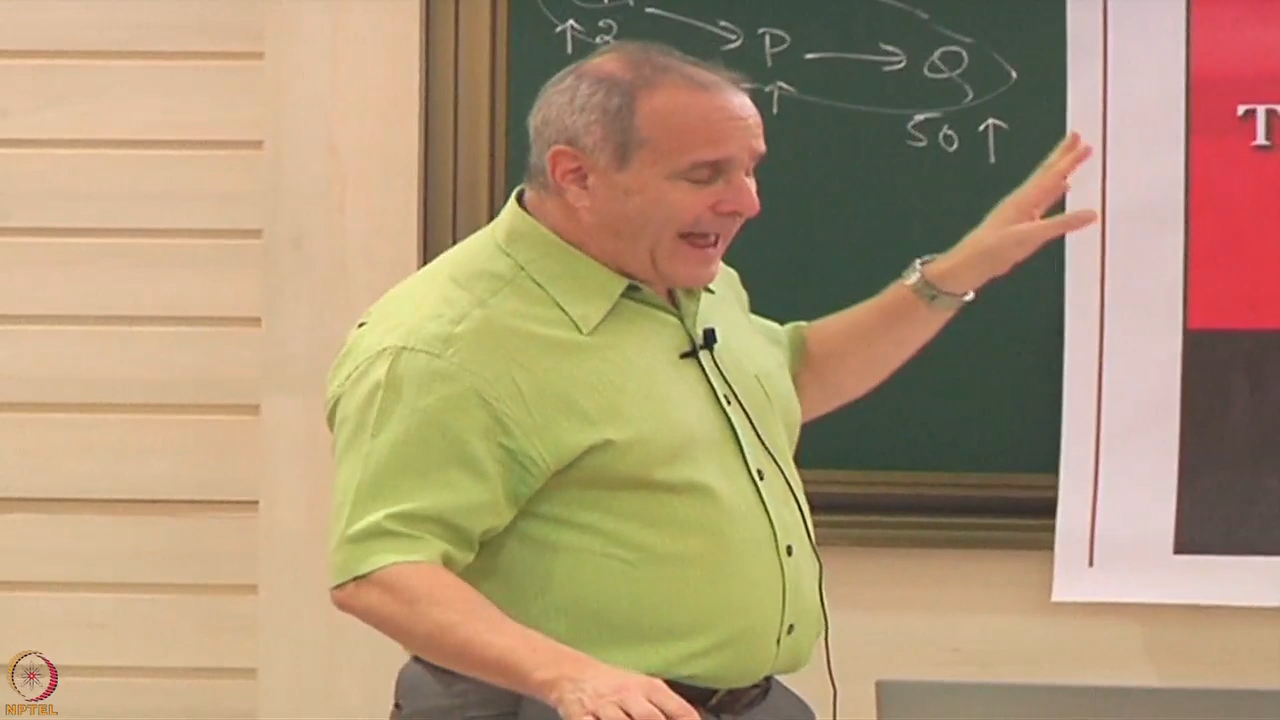 ↑2 → P → Q
↑
50 ↑
T
NPTEL